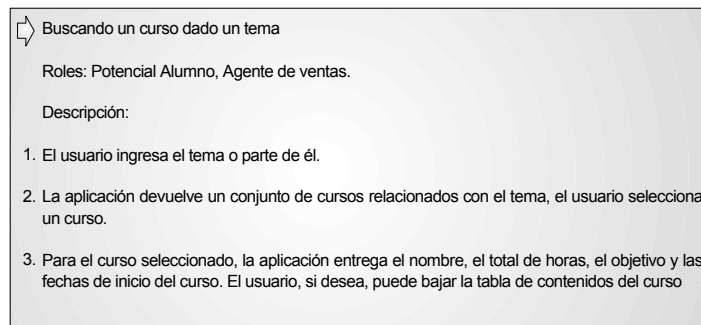 Buscando un curso dado un tema
Roles: Potencial Alumno, Agente de ventas.
Descripción:
1. El usuario ingresa el tema o parte de él.
2. La aplicación devuelve un conjunto de cursos relacionados con el tema, el usuario selecciona
un curso.
3. Para el curso seleccionado, la aplicación entrega el nombre, el total de horas, el objetivo y las
fechas de inicio del curso. El usuario, si desea, puede bajar la tabla de contenidos del curso